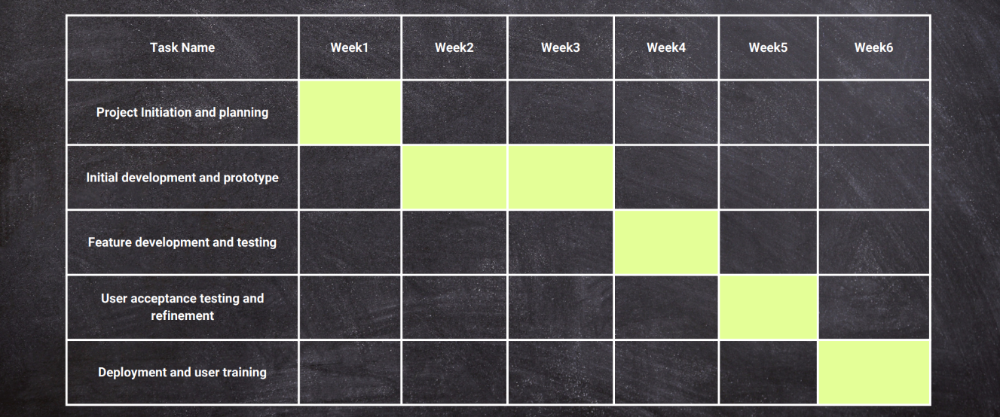 Task Name
Week1
Week2
Week3
Week4
Week5
Week6
Project Initiation and planning
Initial development and prototype
Feature development and testing
User acceptance testing and
refinement
Deployment and user training